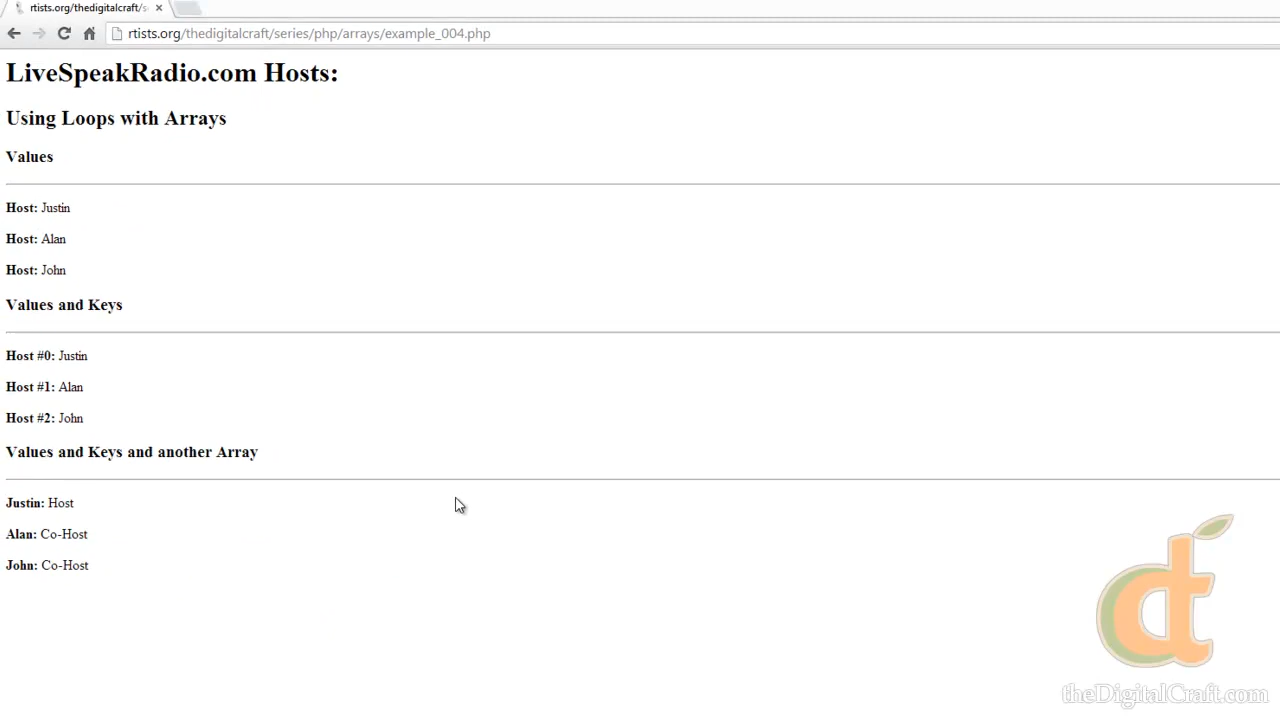 rtists.org/thedigitalcraft/s
rtists.org/thedigitalcraft/series/php/arrays/example_004.php
LiveSpeakRadio.com Hosts:
Using Loops with Arrays
Values
Host: Justin
Host: Alan
Host: John
Values and Keys
Host #0: Justin
Host #1: Alan
Host #2: John
Values and Keys and another Array
Justin: Host
Alan: Co-Host
John: Co-Host
theDigitalCraft.com